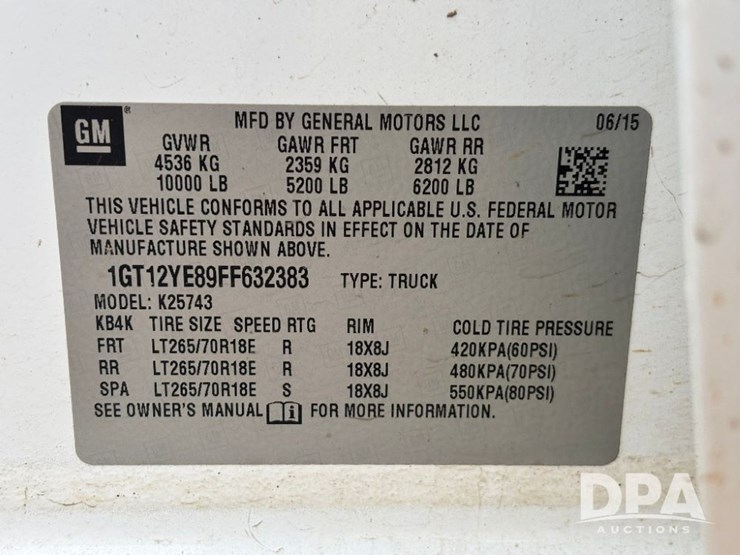 GM
MFD BY GENERAL MOTORS LLC 06/15
GVWR GAWR FRT GAWR RR
4536 KG 2359 KG 2812 KG
10000 LB 5200 LB 6200 LB
THIS VEHICLE CONFORMS TO ALL APPLICABLE U.S. FEDERAL MOTOR
VEHICLE SAFETY STANDARDS IN EFFECT ON THE DATE OF
MANUFACTURE SHOWN ABOVE.
1GT12YE89FF632383 TYPE: TRUCK
MODEL: K25743
KB4K TIRE SIZE SPEED RTG RIM COLD TIRE PRESSURE
FRT LT265/70R18E R 18X8J 420KPA(60PSI)
RR LT265/70R18E R 18X8J 480KPA(70PSI)
SPA LT265/70R18E S 18X8J 550KPA(80PSI)
SEE OWNER'S MANUAL i FOR MORE INFORMATION.
DPA
AUCTIONS